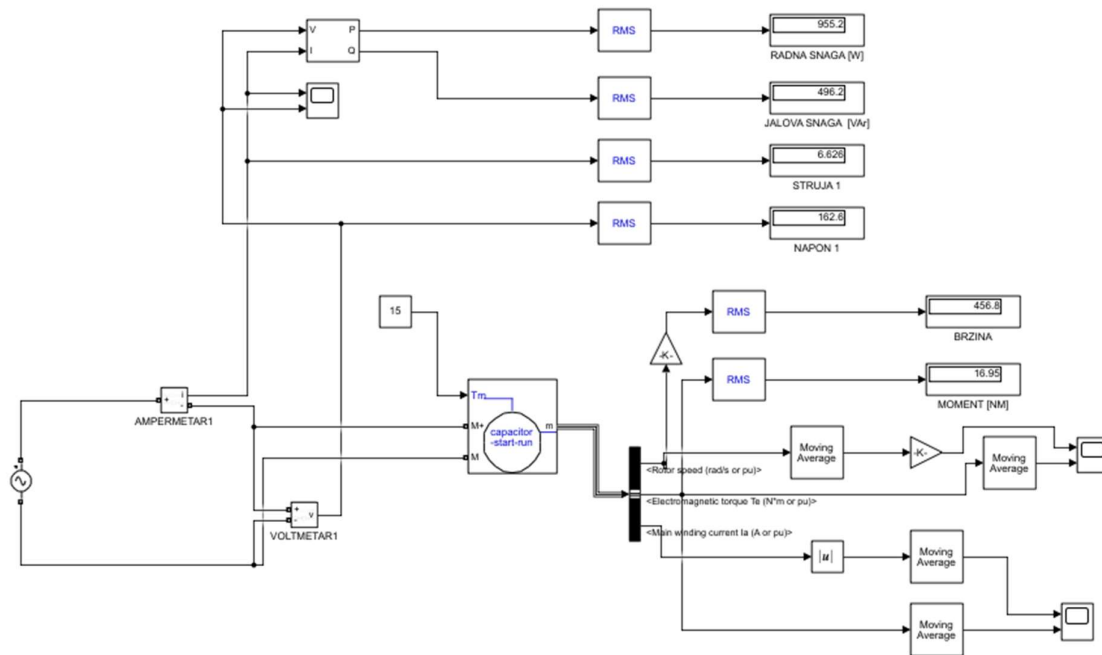 V
P
I
Q
RMS
955.2
RADNA SNAGA [W]
RMS
496.2
JALOVA SNAGA [VAr]
RMS
6.626
STRUJA 1
RMS
162.6
NAPON 1
15
RMS
456.8
BRZINA
-K-
RMS
16.95
MOMENT [NM]
+
i
-
AMPERMETAR1
Tm
M+
M
capacitor
-start-run
m
Moving
Average
-K-
Moving
Average
<Rotor speed (rad/s or pu)>
<Electromagnetic torque Te (N*m or pu)>
+
-
v
VOLTMETAR1
<Main winding current Ia (A or pu)>
|u|
Moving
Average
Moving
Average